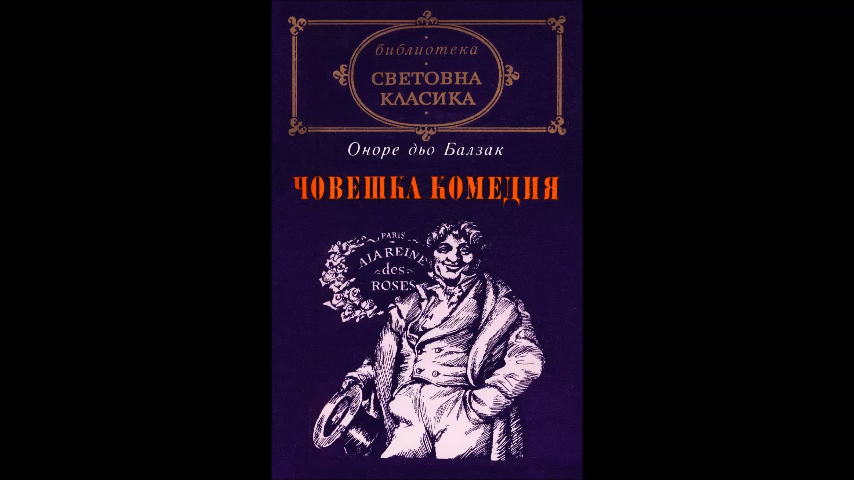 библиотека
СВЕТОВНА
КЛАСИКА
Оноре дьо Балзак
ЧОВЕШКА КОМЕДИЯ
PARIS
A LA REINE
des
ROSES